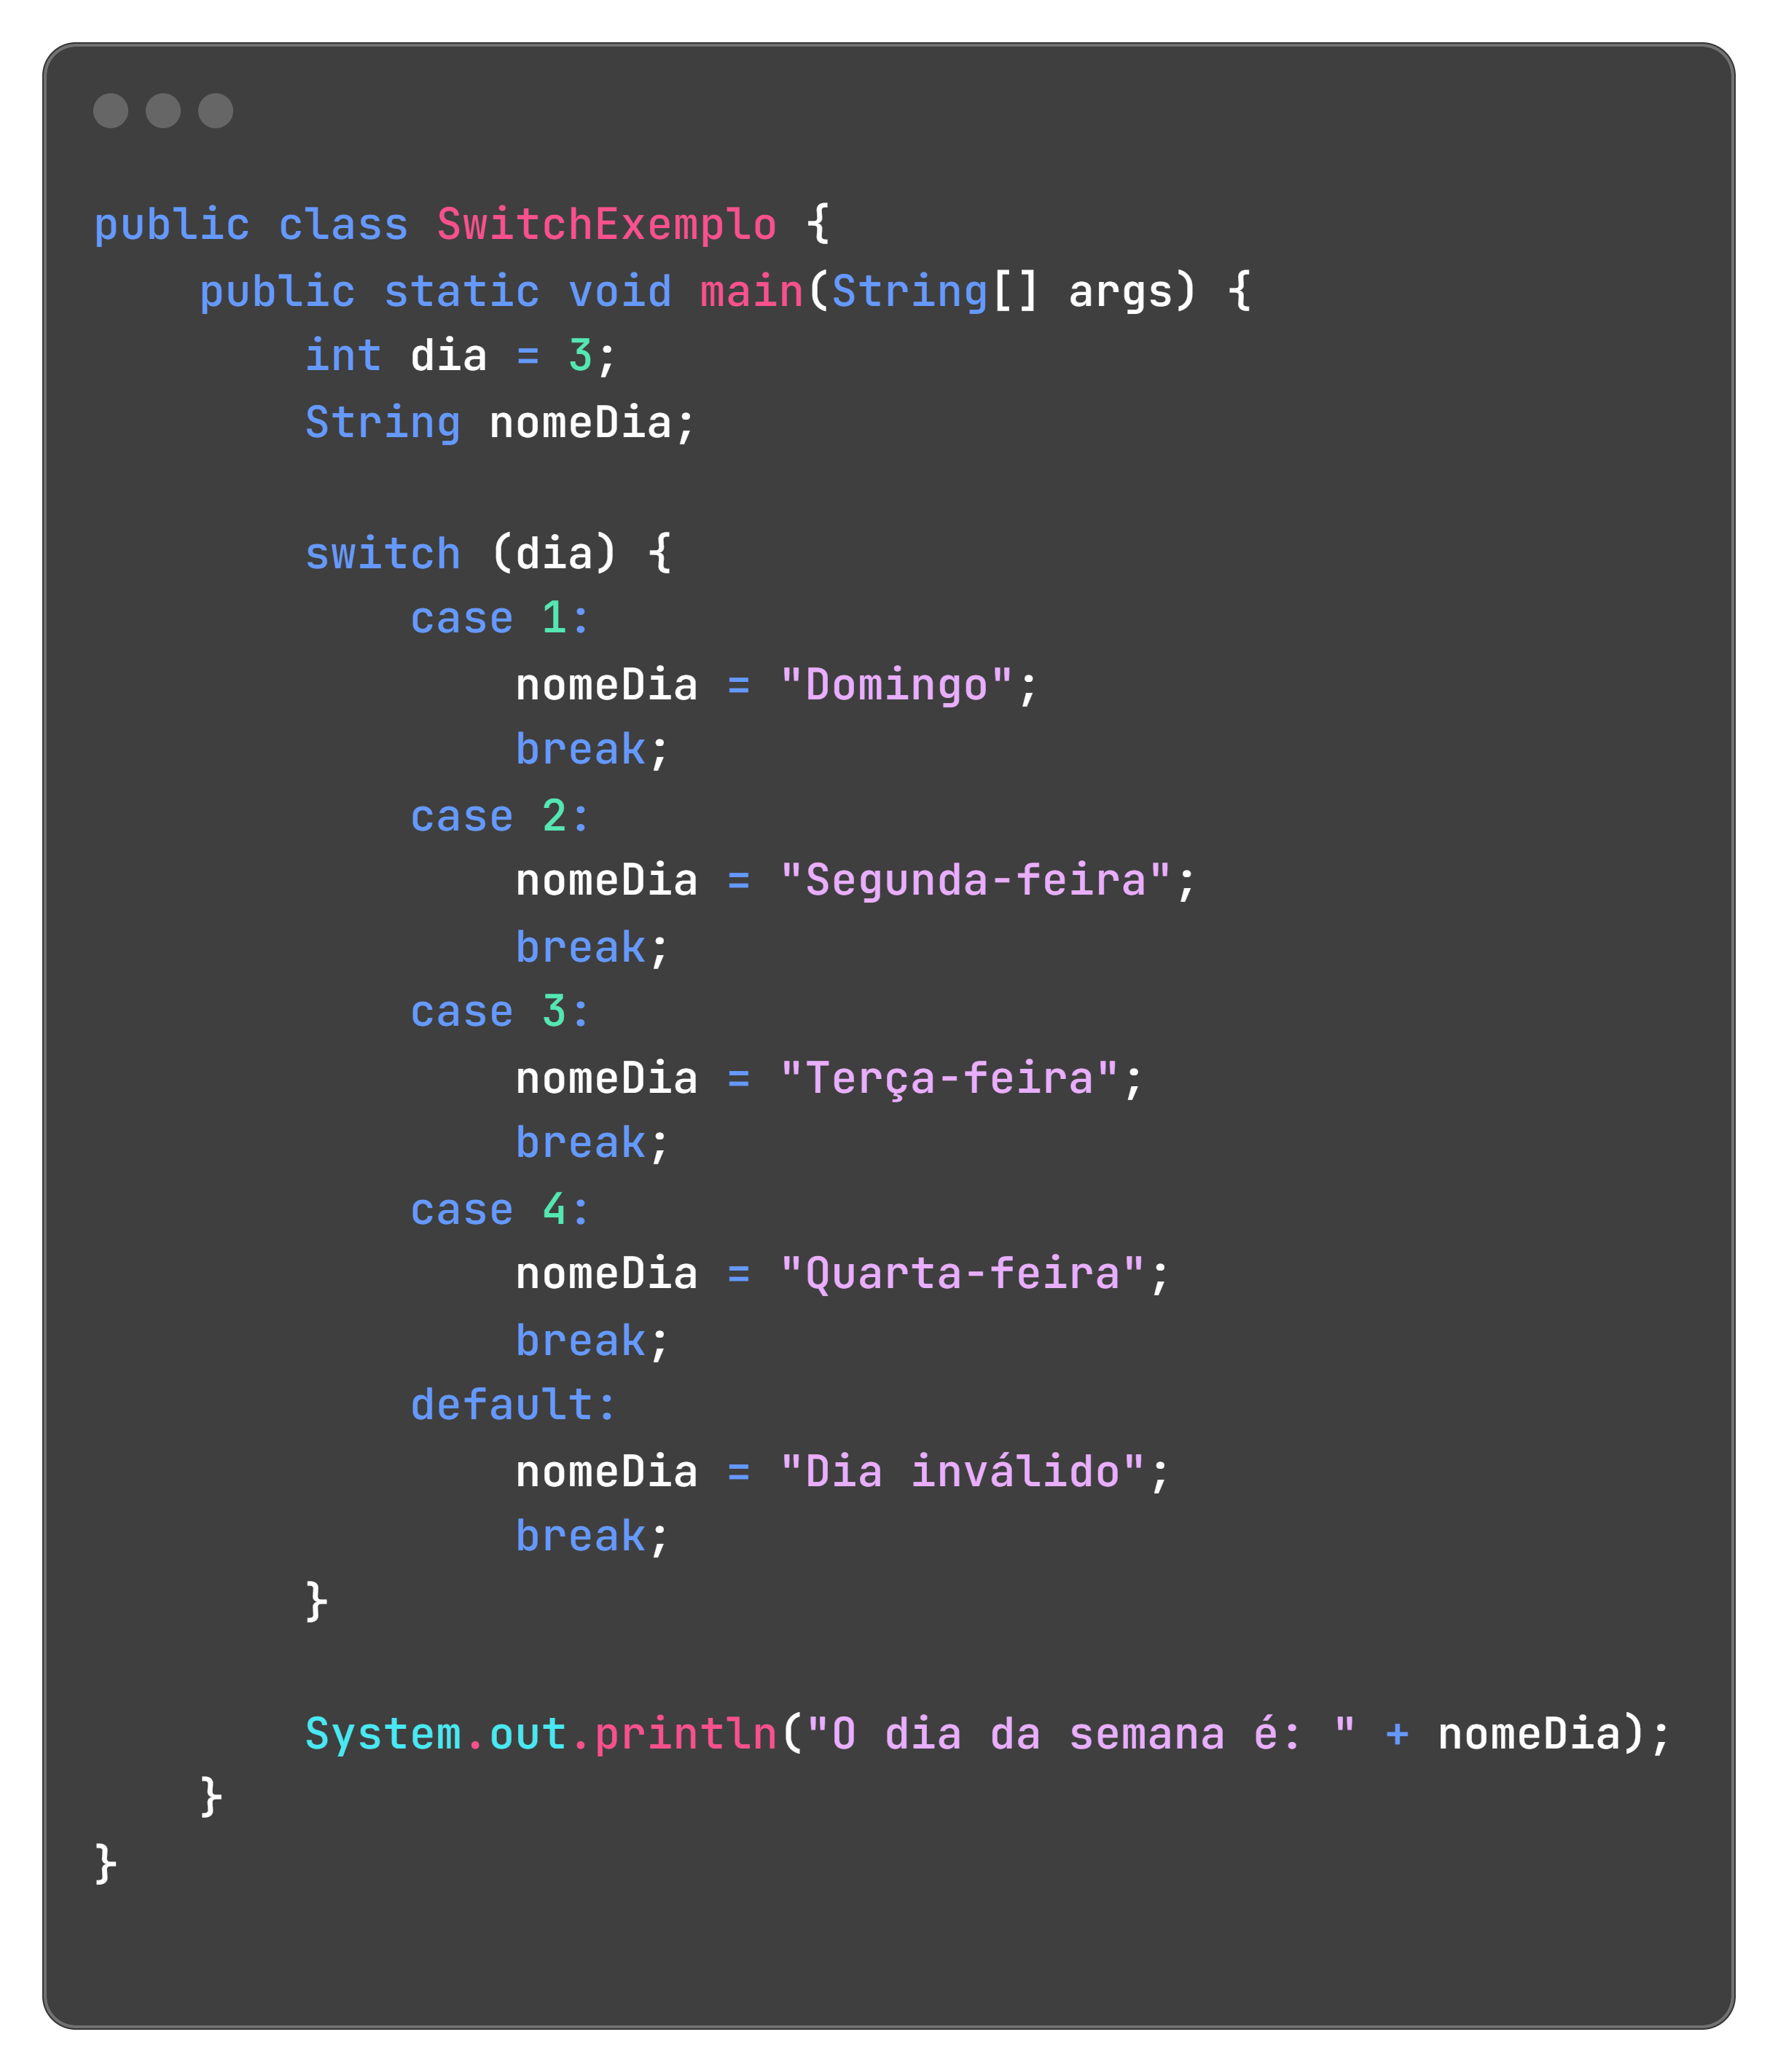 public class SwitchExemplo {
    public static void main(String[] args) {
        int dia = 3;
        String nomeDia;

        switch (dia) {
            case 1:
                nomeDia = "Domingo";
                break;
            case 2:
                nomeDia = "Segunda-feira";
                break;
            case 3:
                nomeDia = "Terça-feira";
                break;
            case 4:
                nomeDia = "Quarta-feira";
                break;
            default:
                nomeDia = "Dia inválido";
                break;
        }

        System.out.println("O dia da semana é: " + nomeDia);
    }
}